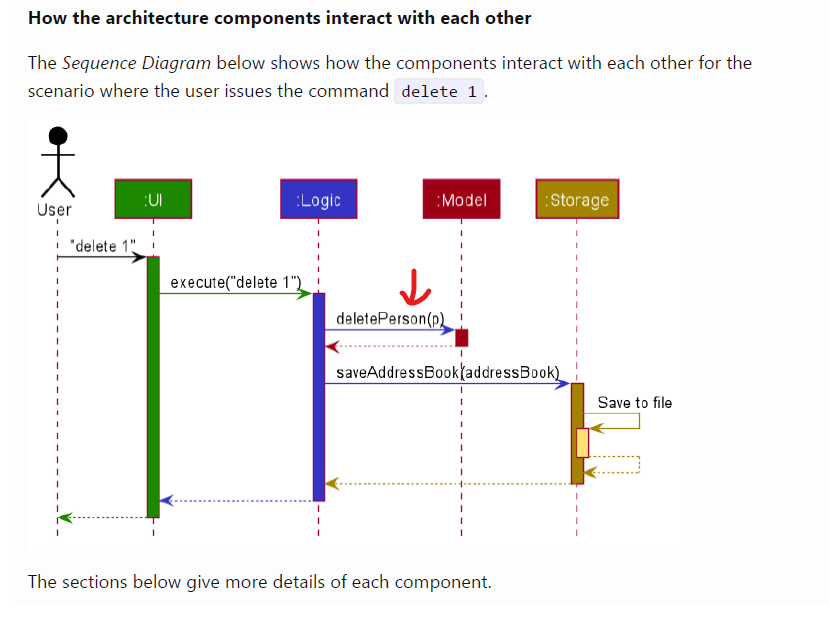 How the architecture components interact with each other
The Sequence Diagram below shows how the components interact with each other for the
scenario where the user issues the command delete 1.
:UI
:Logic
:Model
:Storage
User
"delete 1"
execute("delete 1")
deletePerson(p)
saveAddressBook(addressBook)
Save to file
The sections below give more details of each component.